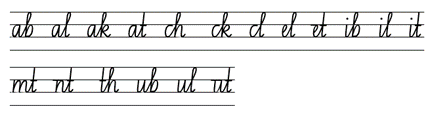 ab al ak at ch ck cl el et ib il it
mt nt th ub ul ut